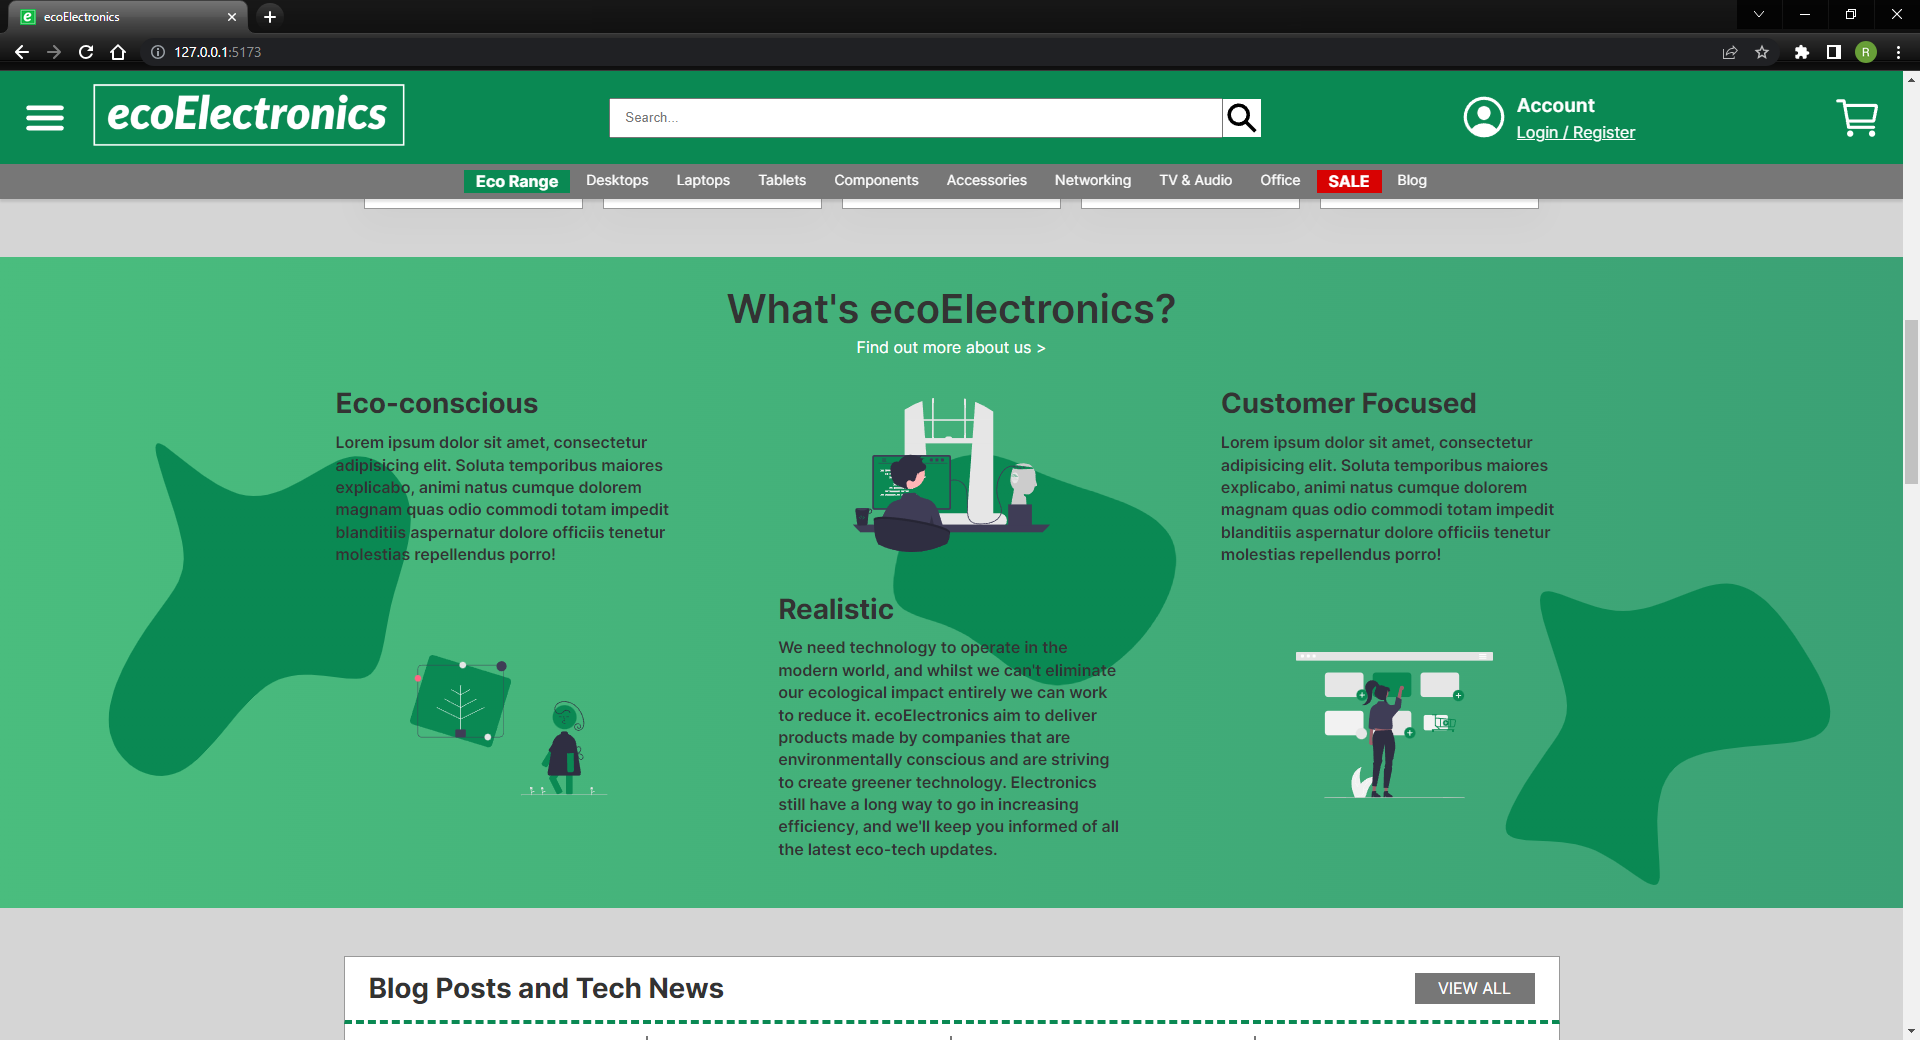 ecoElectronics
127.0.0.1:5173
R
ecoElectronics
Search...
Account
Login / Register
Eco Range Desktops Laptops Tablets Components Accessories Networking TV & Audio Office SALE Blog
What's ecoElectronics?
Find out more about us >
Eco-conscious
Lorem ipsum dolor sit amet, consectetur
adipisicing elit. Soluta temporibus maiores
explicabo, animi natus cumque dolorem
magnam quas odio commodi totam impedit
blanditiis aspernatur dolore officiis tenetur
molestias repellendus porro!
Realistic
We need technology to operate in the
modern world, and whilst we can't eliminate
our ecological impact entirely we can work
to reduce it. ecoElectronics aim to deliver
products made by companies that are
environmentally conscious and are striving
to create greener technology. Electronics
still have a long way to go in increasing
efficiency, and we'll keep you informed of all
the latest eco-tech updates.
Customer Focused
Lorem ipsum dolor sit amet, consectetur
adipisicing elit. Soluta temporibus maiores
explicabo, animi natus cumque dolorem
magnam quas odio commodi totam impedit
blanditiis aspernatur dolore officiis tenetur
molestias repellendus porro!
Blog Posts and Tech News
VIEW ALL